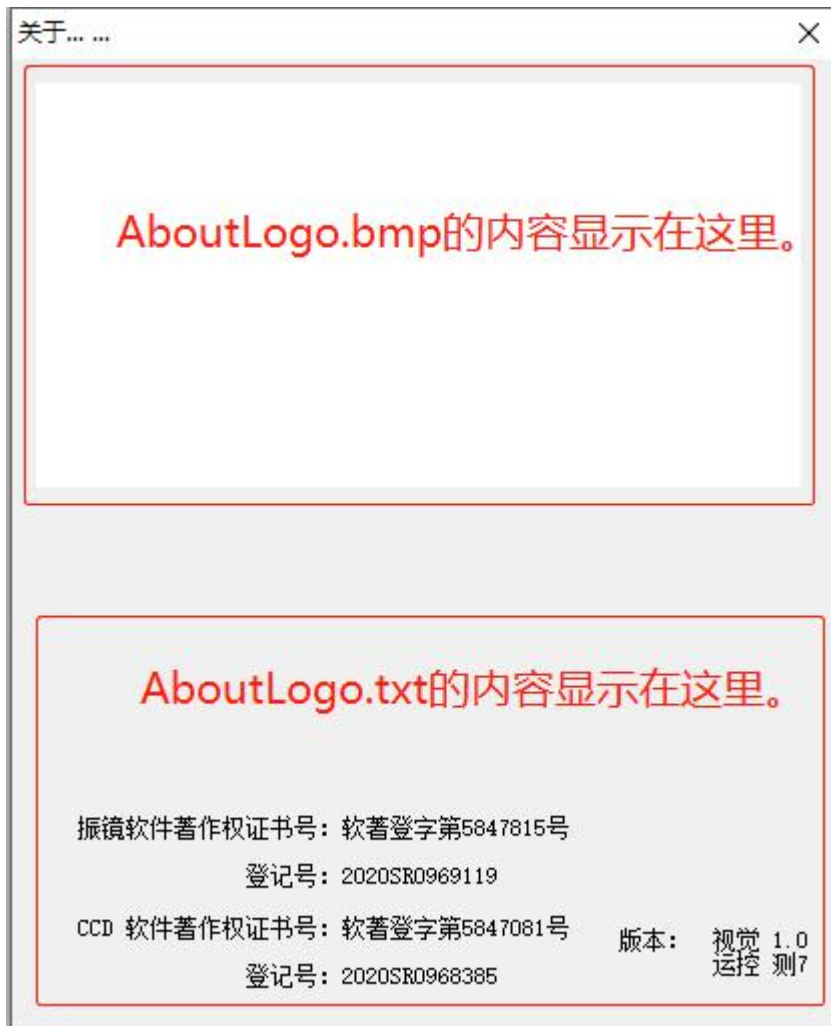 关于... ...
AboutLogo.bmp的内容显示在这里。
AboutLogo.txt的内容显示在这里。
振镜软件著作权证书号: 软著登字第5847815号
登记号: 2020SR0969119
CCD 软件著作权证书号: 软著登字第5847081号
登记号: 2020SR0968385
版本: 视觉 1.0
运控 测7